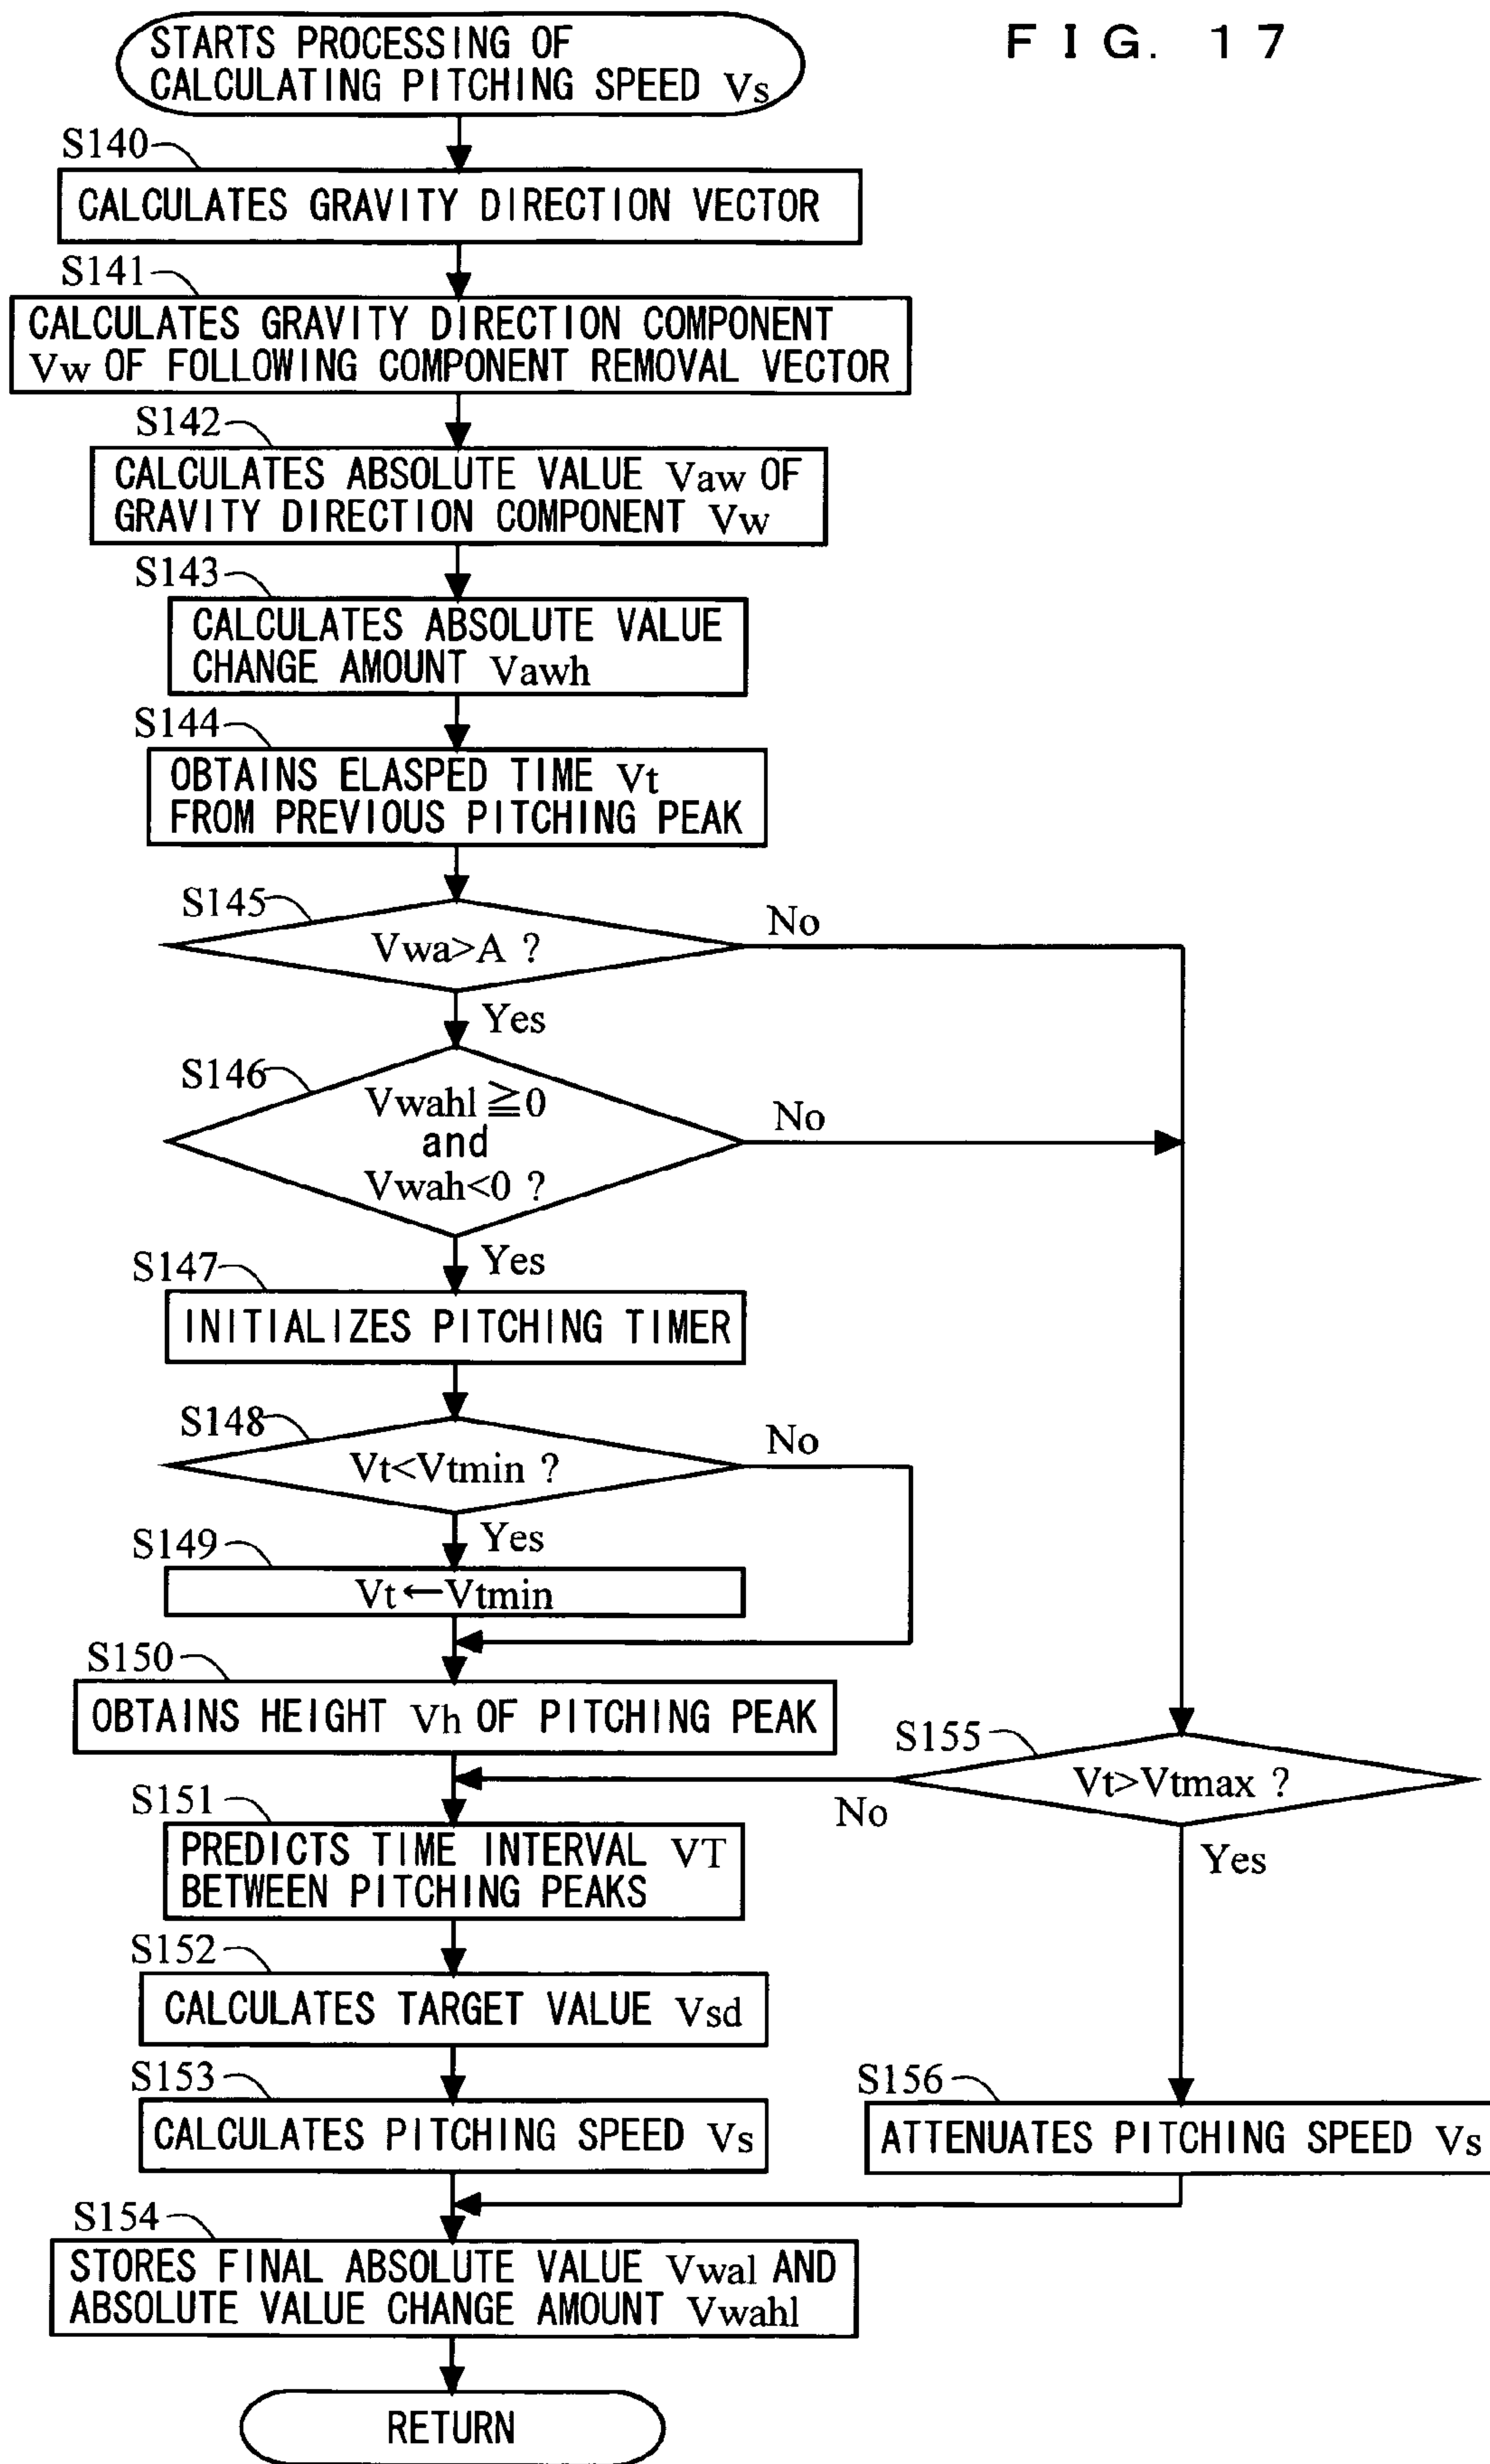 FIG. 17
STARTS PROCESSING OF
CALCULATING PITCHING SPEED Vs
S140
CALCULATES GRAVITY DIRECTION VECTOR
S141
CALCULATES GRAVITY DIRECTION COMPONENT
Vw OF FOLLOWING COMPONENT REMOVAL VECTOR
S142
CALCULATES ABSOLUTE VALUE Vaw OF
GRAVITY DIRECTION COMPONENT Vw
S143
CALCULATES ABSOLUTE VALUE
CHANGE AMOUNT Vawh
S144
OBTAINS ELASPED TIME Vt
FROM PREVIOUS PITCHING PEAK
S145
Vwa>A ?
No
Yes
S146
Vwahl≧0
and
Vwah<0 ?
No
Yes
S147
INITIALIZES PITCHING TIMER
S148
Vt<Vtmin ?
No
Yes
S149
Vt←Vtmin
S150
OBTAINS HEIGHT Vh OF PITCHING PEAK
S155
Vt>Vtmax ?
No
Yes
S151
PREDICTS TIME INTERVAL VT
BETWEEN PITCHING PEAKS
S152
CALCULATES TARGET VALUE Vsd
S153
CALCULATES PITCHING SPEED Vs
S156
ATTENUATES PITCHING SPEED Vs
S154
STORES FINAL ABSOLUTE VALUE Vwal AND
ABSOLUTE VALUE CHANGE AMOUNT Vwahl
RETURN